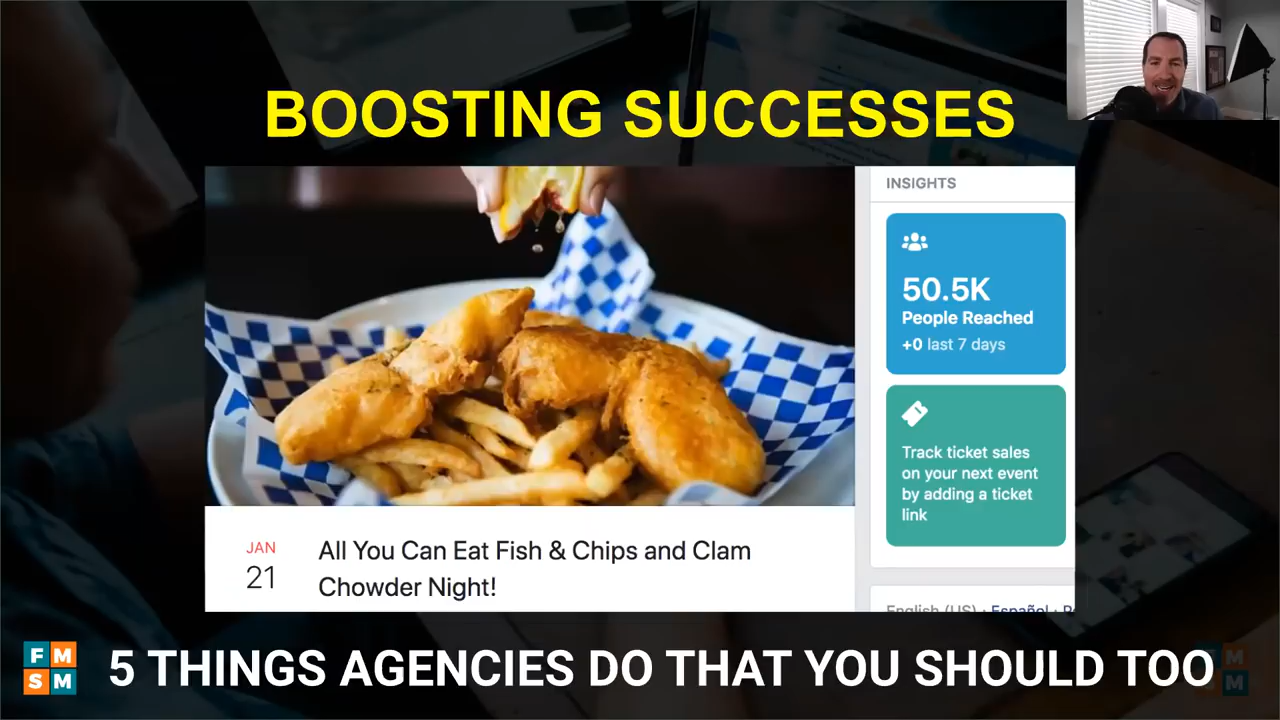 BOOSTING SUCCESSES
INSIGHTS
50.5K
People Reached
+0 last 7 days
Track ticket sales
on your next event
by adding a ticket
link
JAN
21
All You Can Eat Fish & Chips and Clam
Chowder Night!
English (US) · Español ·
F M
S M
5 THINGS AGENCIES DO THAT YOU SHOULD TOO